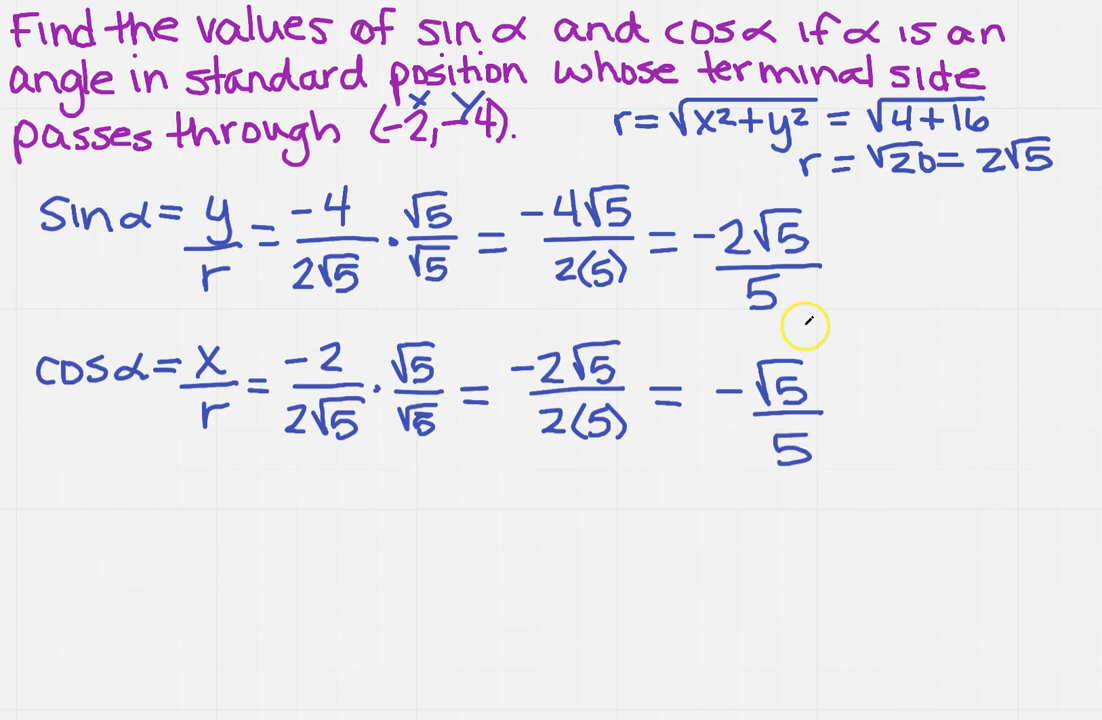 Find the values of sin α and cos α if α is an
angle in standard position whose terminal side
x y
passes through (-2, -4).
r = √x² + y² = √4 + 16
r = √20 = 2√5
sin α = y/r = -4/2√5 · √5/√5 = -4√5/2(5) = -2√5/5
cos α = x/r = -2/2√5 · √5/√5 = -2√5/2(5) = -√5/5